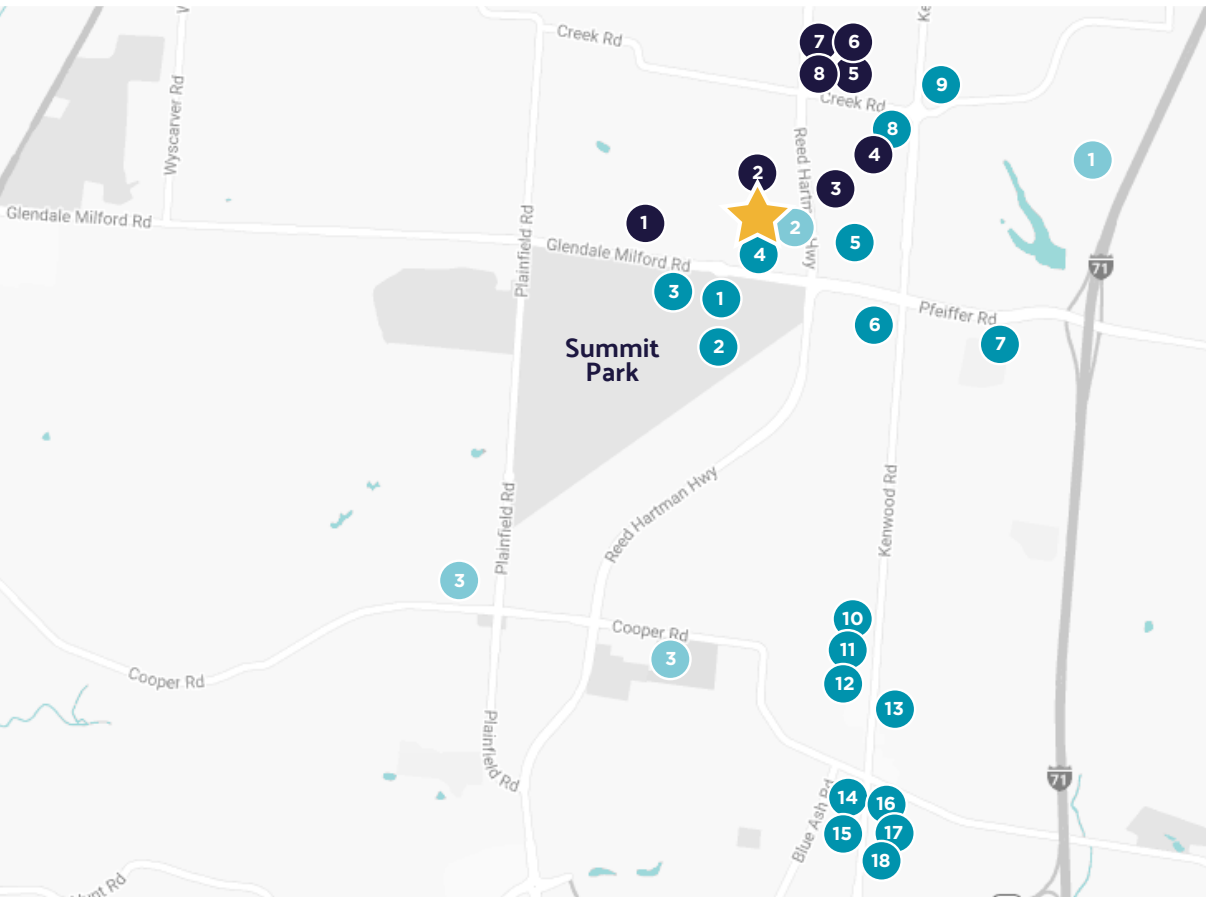 Ke
Creek Rd
7
6
8
5
Creek Rd
9
8
4
1
Wyscarver Rd
Reed Hartman Hwy
2
3
Glendale Milford Rd
1
2
5
Plainfield Rd
Glendale Milford Rd
4
71
3
1
Pfeiffer Rd
6
7
2
Summit
Park
Reed Hartman Hwy
Kenwood Rd
Plainfield Rd
3
10
Cooper Rd
11
3
Cooper Rd
12
13
Plainfield Rd
71
14
16
Blue Ash Rd
15
17
18
Rd